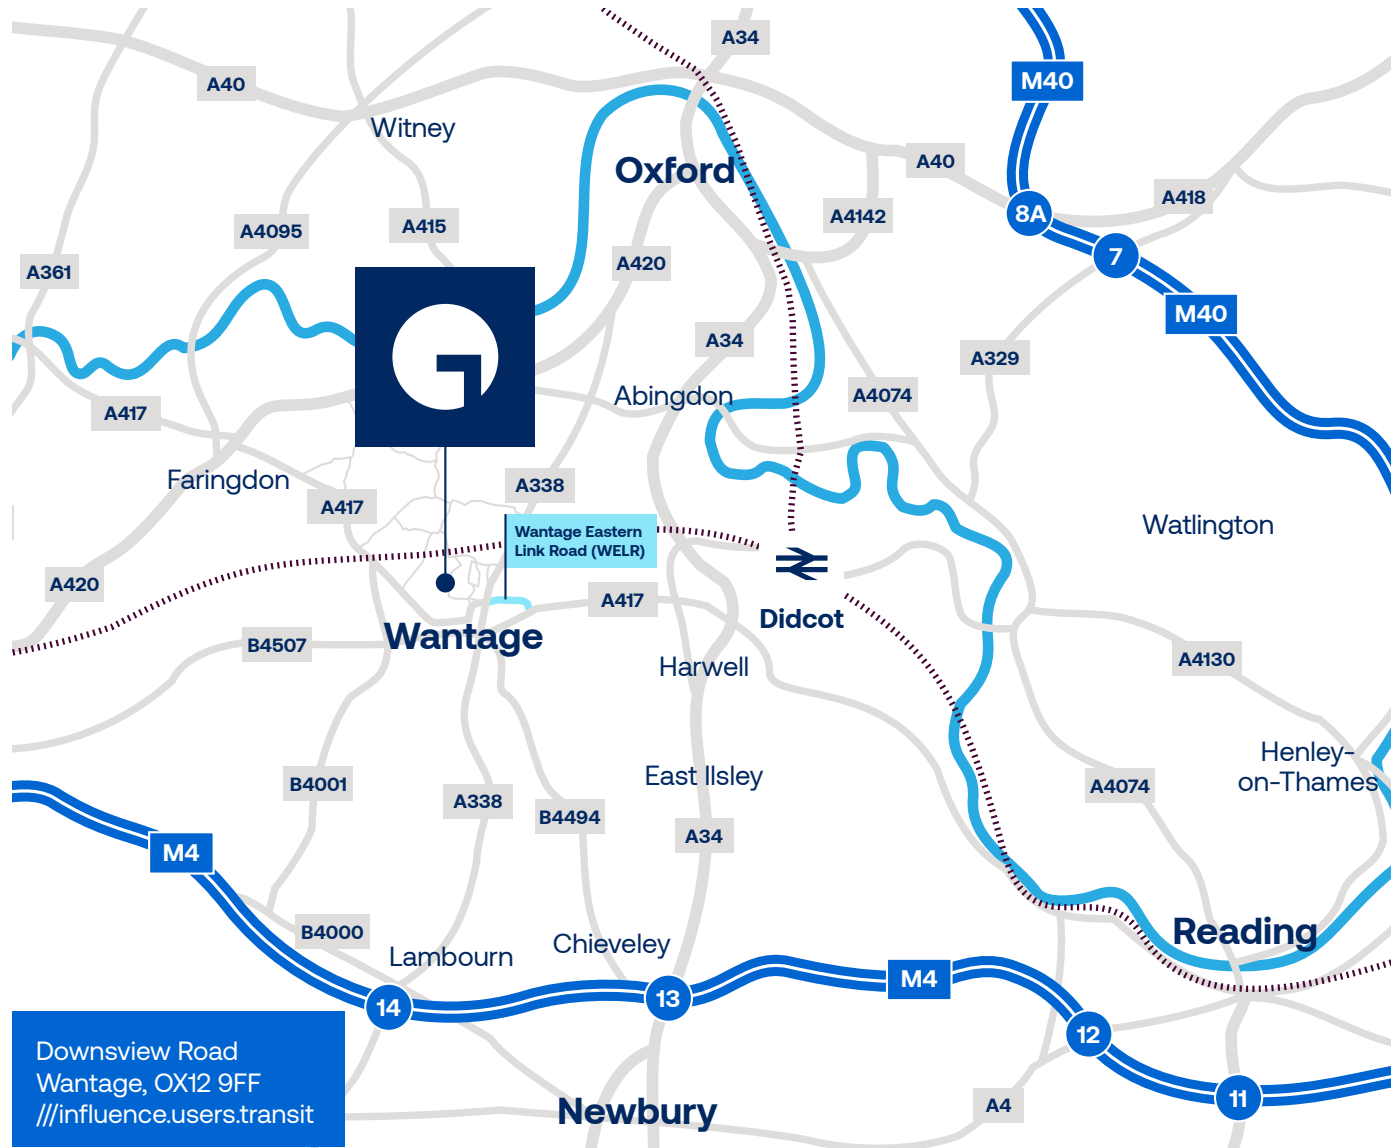 A34
M40
A40
Witney
A40
Oxford
A418
8A
A4142
A415
A4095
7
A420
A361
M40
A34
A329
Abingdon
A4074
A417
Faringdon
A338
A417
Watlington
Wantage Eastern
Link Road (WELR)
A420
A417
Didcot
Wantage
B4507
Harwell
A4130
Henley-
on-Thames
East Ilsley
B4001
A4074
A338
B4494
A34
M4
B4000
Reading
Chieveley
Lambourn
M4
13
14
12
Downsview Road
Wantage, OX12 9FF
///influence.users.transit
11
A4
Newbury